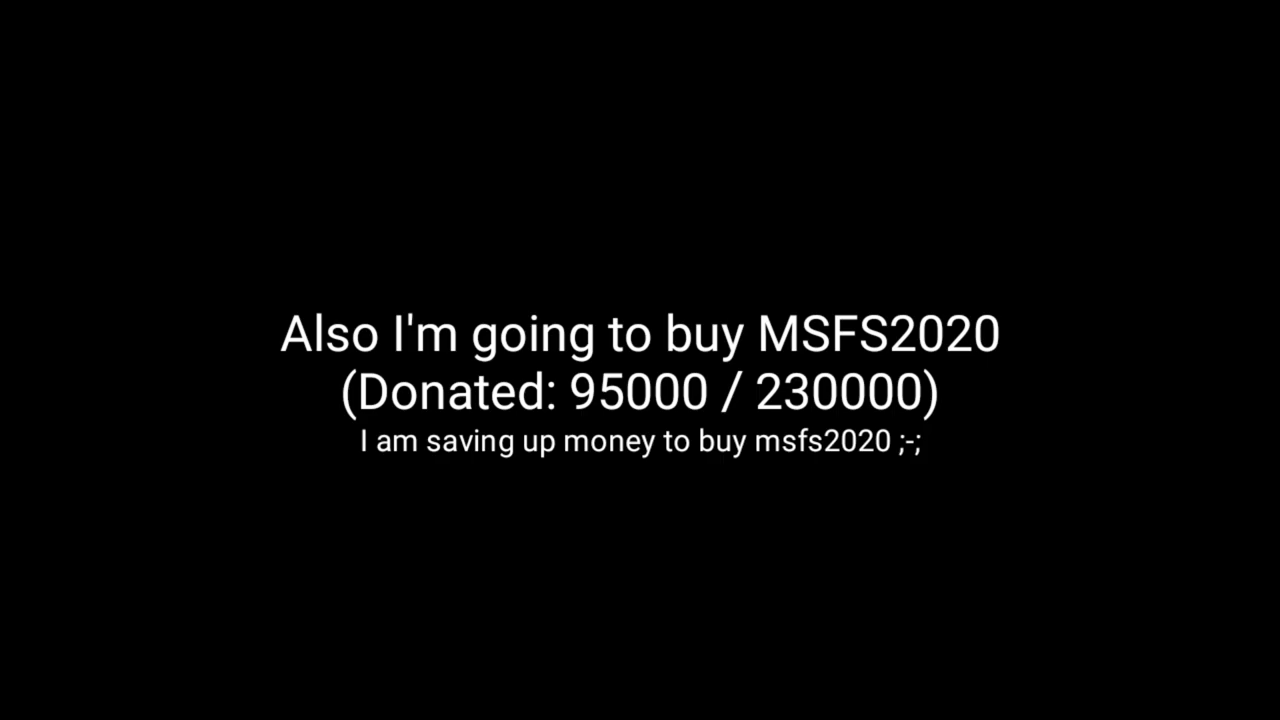 Also I'm going to buy MSFS2020
(Donated: 95000 / 230000)
I am saving up money to buy msfs2020 ;-;